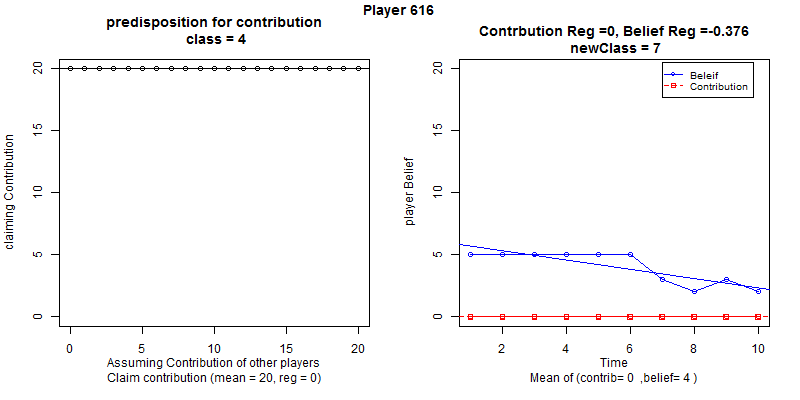 Player 616
predisposition for contribution
class = 4
claiming Contribution
20
15
10
5
0
0 5 10 15 20
Assuming Contribution of other players
Claim contribution (mean = 20, reg = 0)
Contrbution Reg =0, Belief Reg =-0.376
newClass = 7
Beleif
Contribution
player Belief
20
15
10
5
0
2 4 6 8 10
Time
Mean of (contrib= 0 ,belief= 4 )